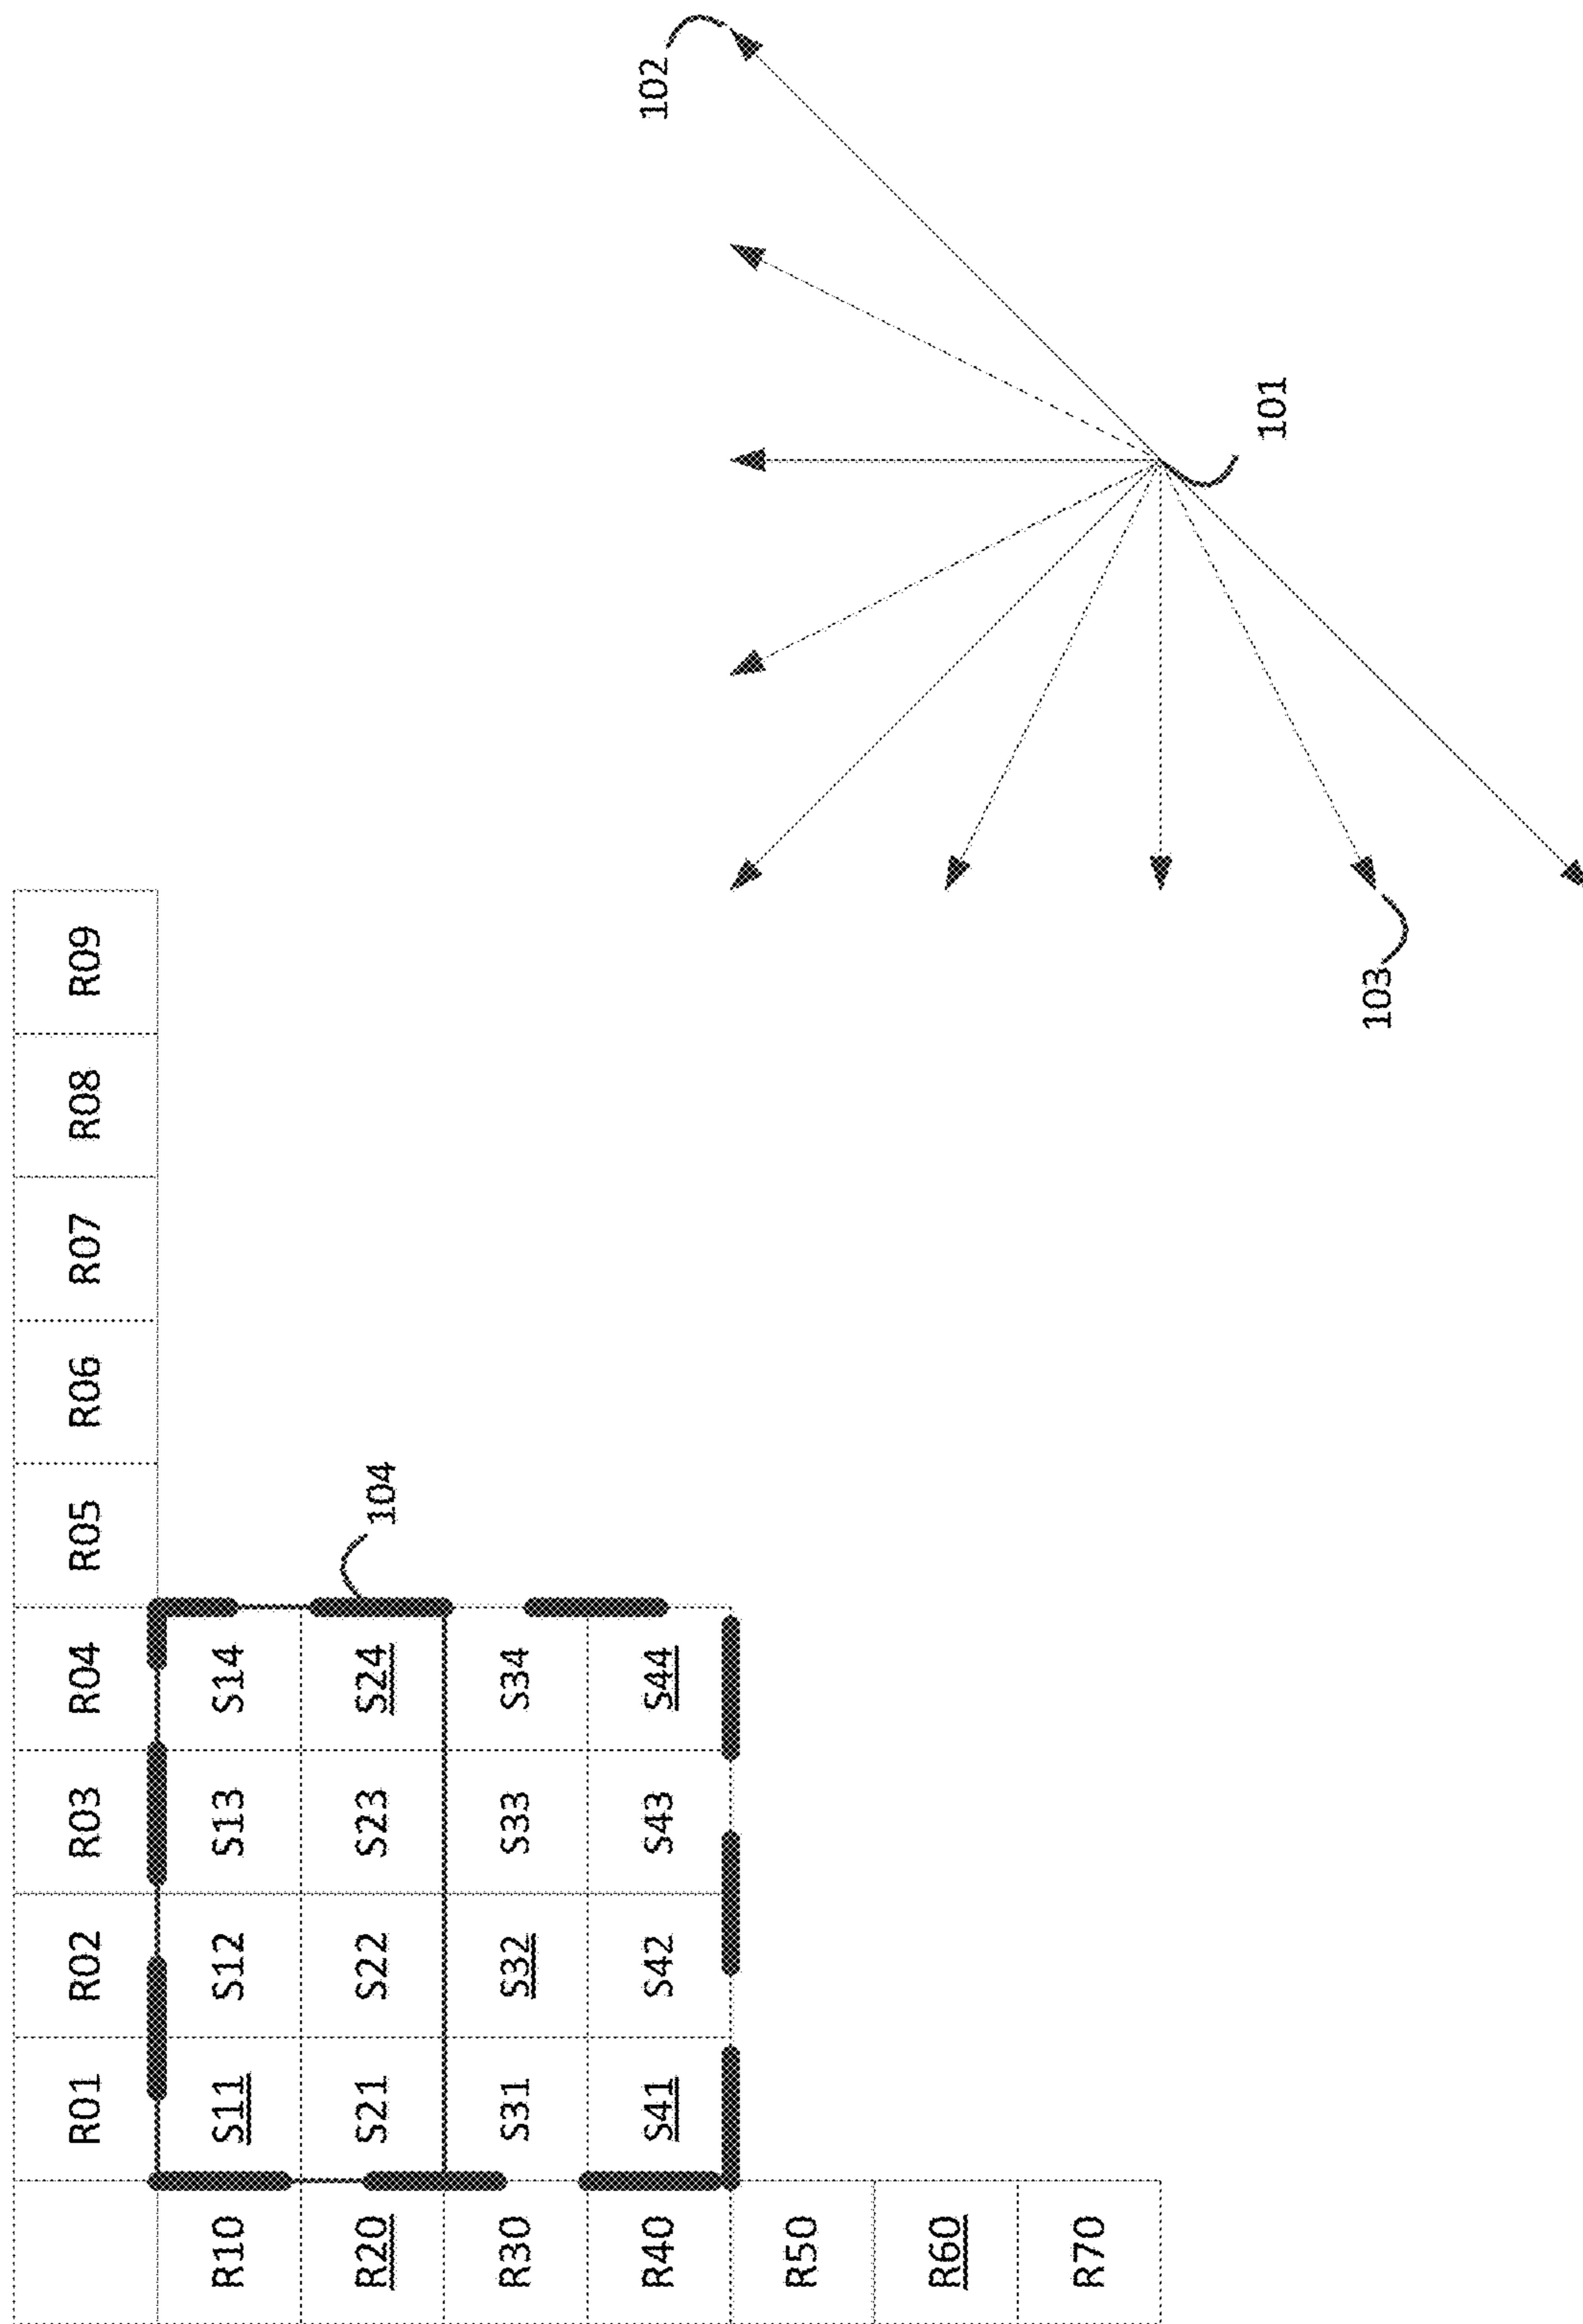 R01 R02 R03 R04 R05 R06 R07 R08 R09
R10 S11 S12 S13 S14
R20 S21 S22 S23 S24
104
R30 S31 S32 S33 S34
R40 S41 S42 S43 S44
102
R50
R60
R70
101
103